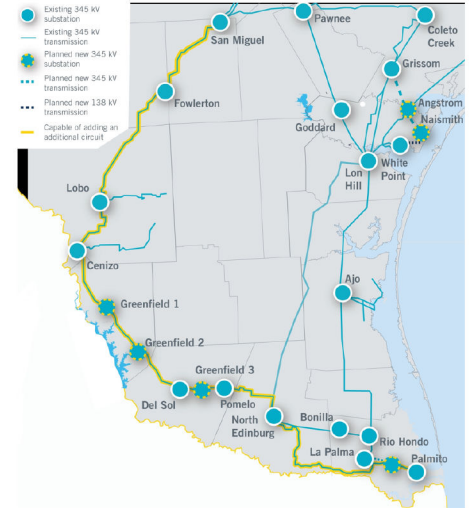 Existing 345 kV
substation
Existing 345 kV
transmission
Planned new 345 kV
substation
Planned new 345 kV
transmission
Planned new 138 kV
transmission
Capable of adding an
additional circuit
Pawnee
San Miguel
Coleto
Creek
Grissom
Fowlerton
Angstrom
Naismith
Goddard
White
Point
Lon
Hill
Lobo
Cenizo
Ajo
Greenfield 1
Greenfield 2
Greenfield 3
Del Sol
Pomelo
North
Edinburg
Bonilla
Rio Hondo
La Palma
Palmito